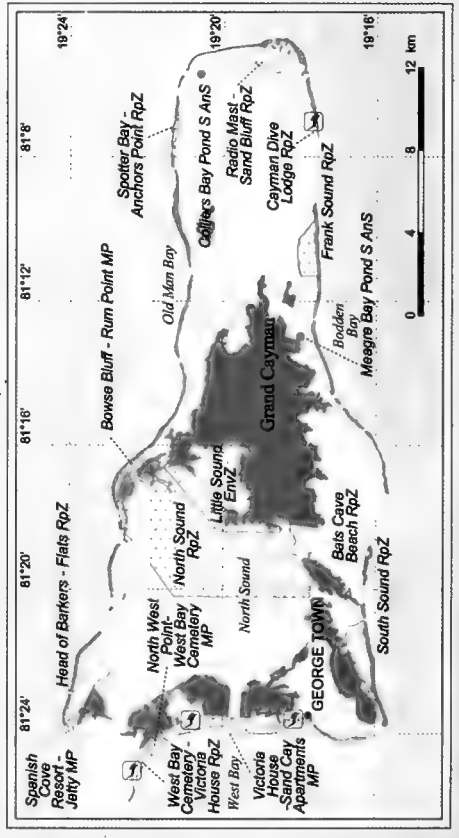 81°24'
81°20'
81°16'
81°12'
81°8'
19°24'
19°20'
19°16'
Spanish
Cove
Resort -
Jetty MP
Head of Barkers - Flats RpZ
Bowse Bluff - Rum Point MP
Spotter Bay -
Anchors Point RpZ
North West
Point-
West Bay
Cemetery
MP
North Sound
RpZ
Old Man Bay
Colliers Bay Pond S AnS
West Bay
Cemetery -
Victoria
House RpZ
North Sound
Little Sound
EnvZ
Grand Cayman
Radio Mast -
Sand Bluff RpZ
West Bay
Victoria
House
-Sand Cay
Apartments
MP
GEORGE TOWN
Bats Cave
Beach RpZ
South Sound RpZ
Bodden
Bay
Meagre Bay Pond S AnS
Frank Sound RpZ
Cayman Dive
Lodge RpZ
0 4 8 12 km